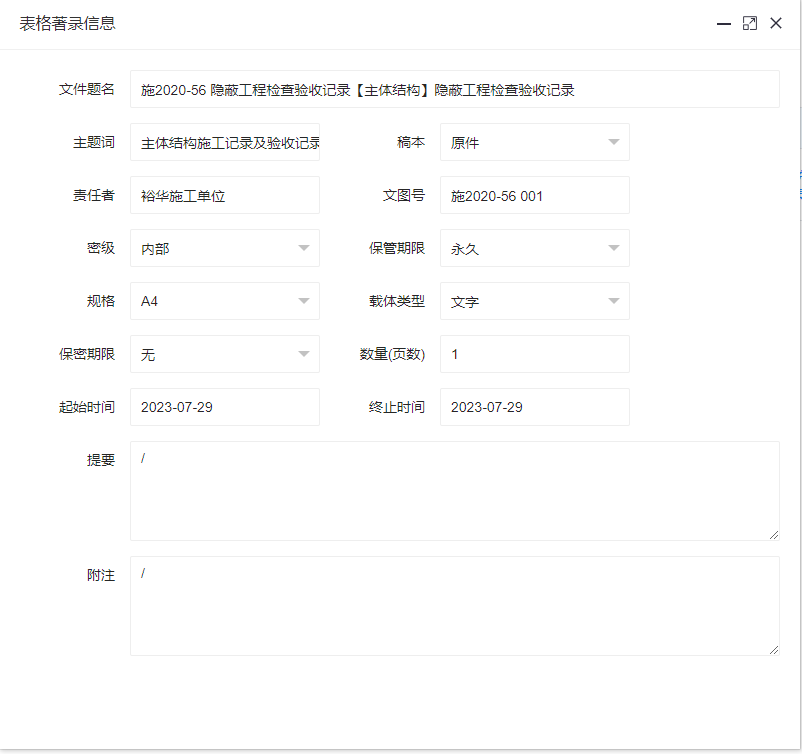 表格著录信息
文件题名 施2020-56 隐蔽工程检查验收记录【主体结构】隐蔽工程检查验收记录
主题词 主体结构施工记录及验收记录 稿本 原件
责任者 裕华施工单位 文图号 施2020-56 001
密级 内部 保管期限 永久
规格 A4 载体类型 文字
保密期限 无 数量(页数) 1
起始时间 2023-07-29 终止时间 2023-07-29
提要 /
附注 /